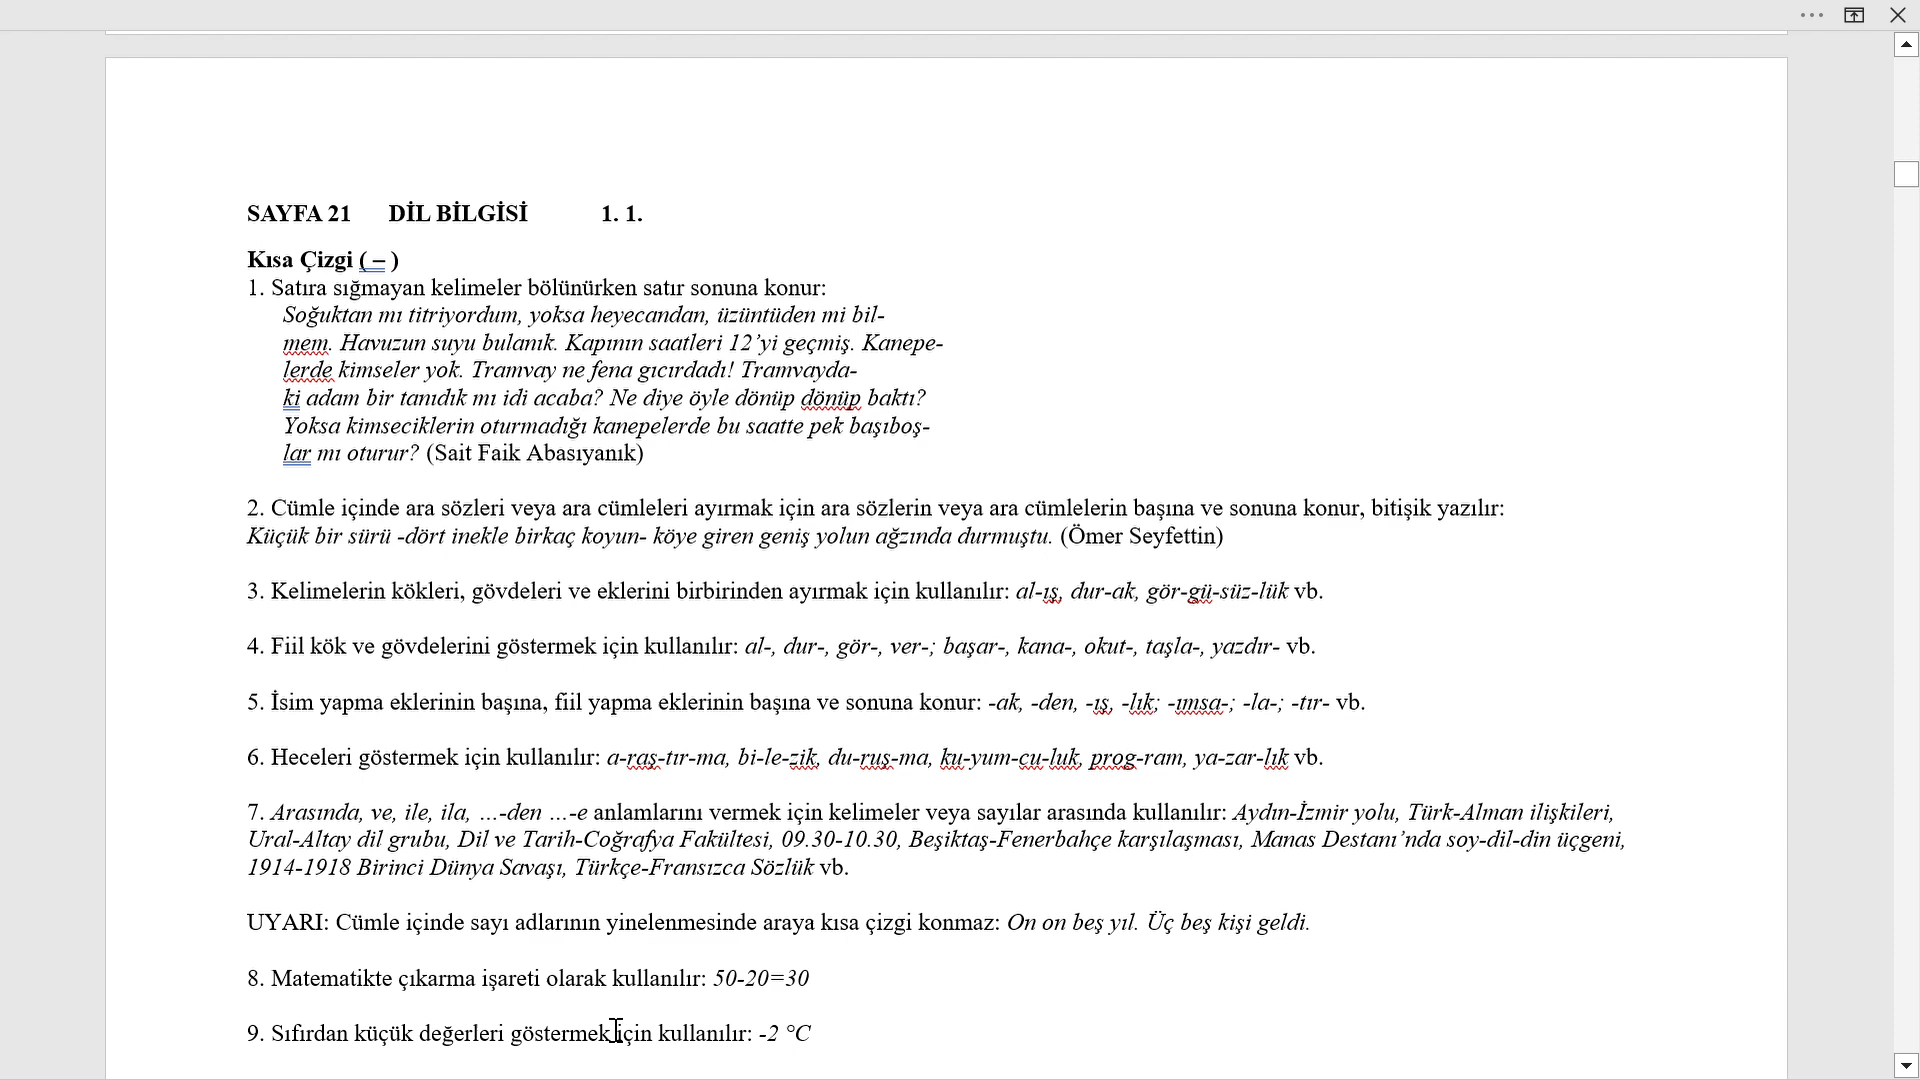 SAYFA 21 DİL BİLGİSİ 1. 1.
Kısa Çizgi ( – )
1. Satıra sığmayan kelimeler bölünürken satır sonuna konur:
Soğuktan mı titriyordum, yoksa heyecandan, üzüntüden mi bil-
mem. Havuzun suyu bulanık. Kapının saatleri 12’yi geçmiş. Kanepe-
lerde kimseler yok. Tramvay ne fena gıcırdadı! Tramvayda-
ki adam bir tanıdık mı idi acaba? Ne diye öyle dönüp dönüp baktı?
Yoksa kimseciklerin oturmadığı kanepelerde bu saatte pek başıboş-
lar mı oturur? (Sait Faik Abasıyanık)
2. Cümle içinde ara sözleri veya ara cümleleri ayırmak için ara sözlerin veya ara cümlelerin başına ve sonuna konur, bitişik yazılır:
Küçük bir sürü -dört inekle birkaç koyun- köye giren geniş yolun ağzında durmuştu. (Ömer Seyfettin)
3. Kelimelerin kökleri, gövdeleri ve eklerini birbirinden ayırmak için kullanılır: al-ış, dur-ak, gör-gü-süz-lük vb.
4. Fiil kök ve gövdelerini göstermek için kullanılır: al-, dur-, gör-, ver-; başar-, kana-, okut-, taşla-, yazdır- vb.
5. İsim yapma eklerinin başına, fiil yapma eklerinin başına ve sonuna konur: -ak, -den, -ış, -lık; -ımsa-; -la-; -tır- vb.
6. Heceleri göstermek için kullanılır: a-raş-tır-ma, bi-le-zik, du-ruş-ma, ku-yum-cu-luk, prog-ram, ya-zar-lık vb.
7. Arasında, ve, ile, ila, …-den …-e anlamlarını vermek için kelimeler veya sayılar arasında kullanılır: Aydın-İzmir yolu, Türk-Alman ilişkileri,
Ural-Altay dil grubu, Dil ve Tarih-Coğrafya Fakültesi, 09.30-10.30, Beşiktaş-Fenerbahçe karşılaşması, Manas Destanı’nda soy-dil-din üçgeni,
1914-1918 Birinci Dünya Savaşı, Türkçe-Fransızca Sözlük vb.
UYARI: Cümle içinde sayı adlarının yinelenmesinde araya kısa çizgi konmaz: On on beş yıl. Üç beş kişi geldi.
8. Matematikte çıkarma işareti olarak kullanılır: 50-20=30
9. Sıfırdan küçük değerleri göstermek için kullanılır: -2 °C